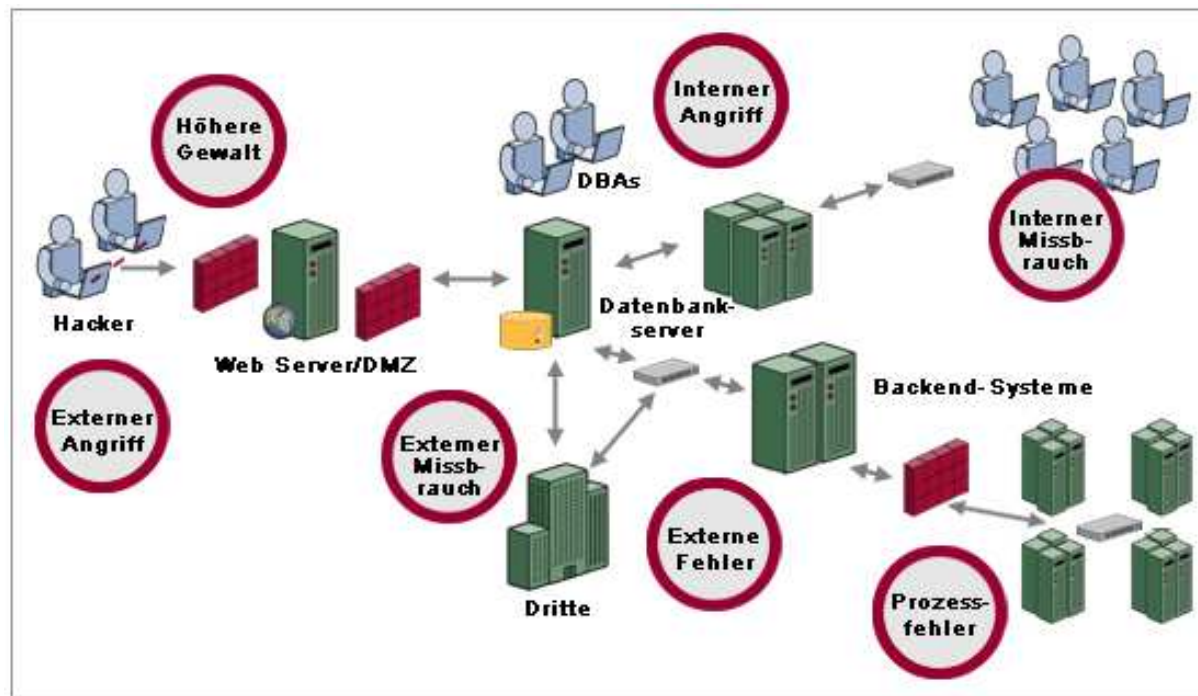 Höhere
Gewalt
Interner
Angriff
DBAs
Interner
Missb-
rauch
Hacker
Datenbank-
server
Web Server/DMZ
Backend-Systeme
Externer
Angriff
Externer
Missb-
rauch
Externe
Fehler
Dritte
Prozess-
fehler